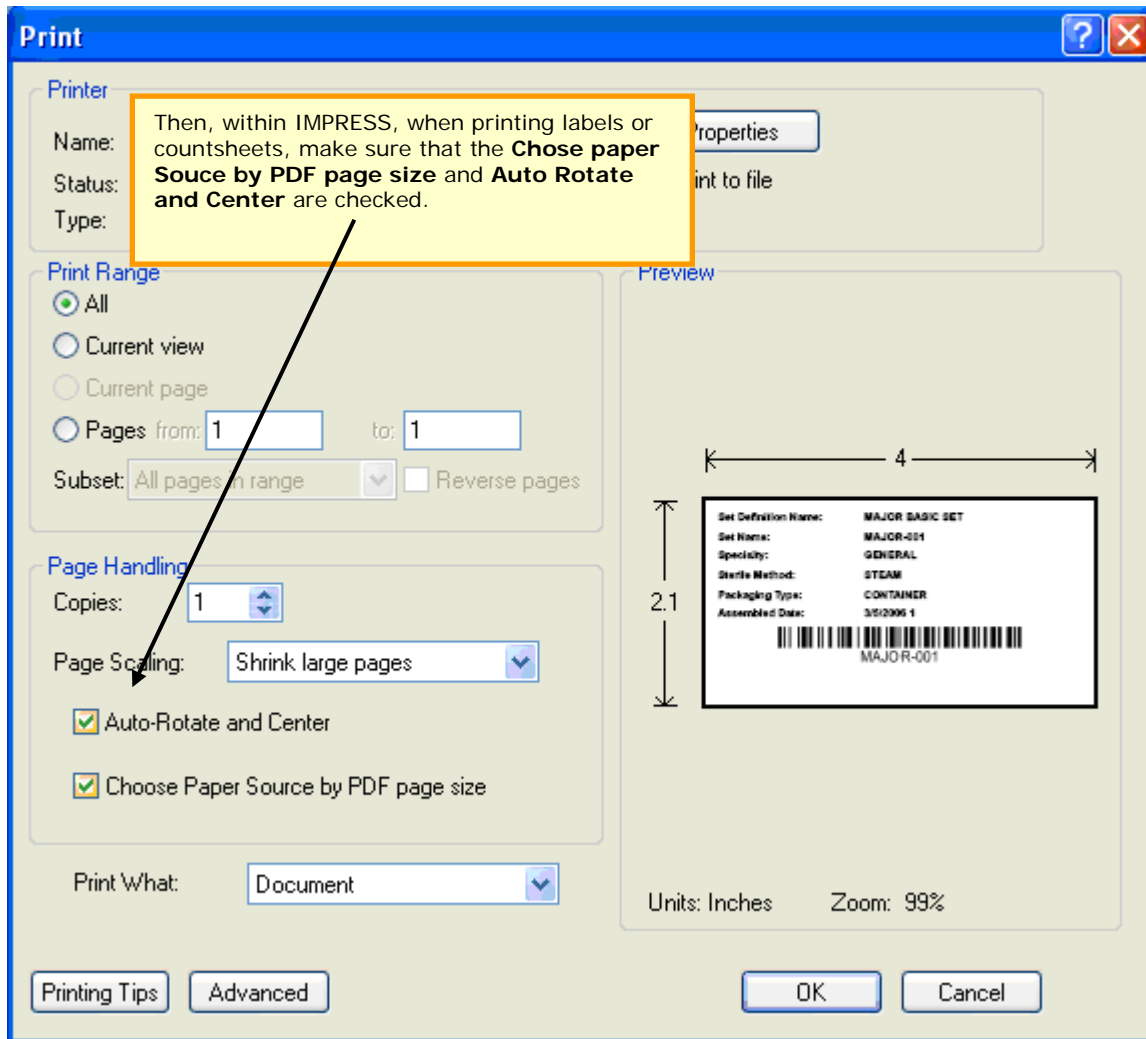 Print
Printer
Name:
Status:
Type:
Then, within IMPRESS, when printing labels or
countsheets, make sure that the Chose paper
Souce by PDF page size and Auto Rotate
and Center are checked.
Properties
int to file
Print Range
All
Current view
Current page
Pages from: 1 to: 1
Subset: All pages in range Reverse pages
Page Handling
Copies: 1
Page Scaling: Shrink large pages
Auto-Rotate and Center
Choose Paper Source by PDF page size
Print What: Document
Preview
4
2.1
Set Definition Name: MAJOR BASIC SET
Set Name: MAJOR-001
Specialty: GENERAL
Sterile Method: STEAM
Packaging Type: CONTAINER
Assembled Date: 3/5/2006 1
MAJOR-001
Units: Inches Zoom: 99%
Printing Tips
Advanced
OK
Cancel